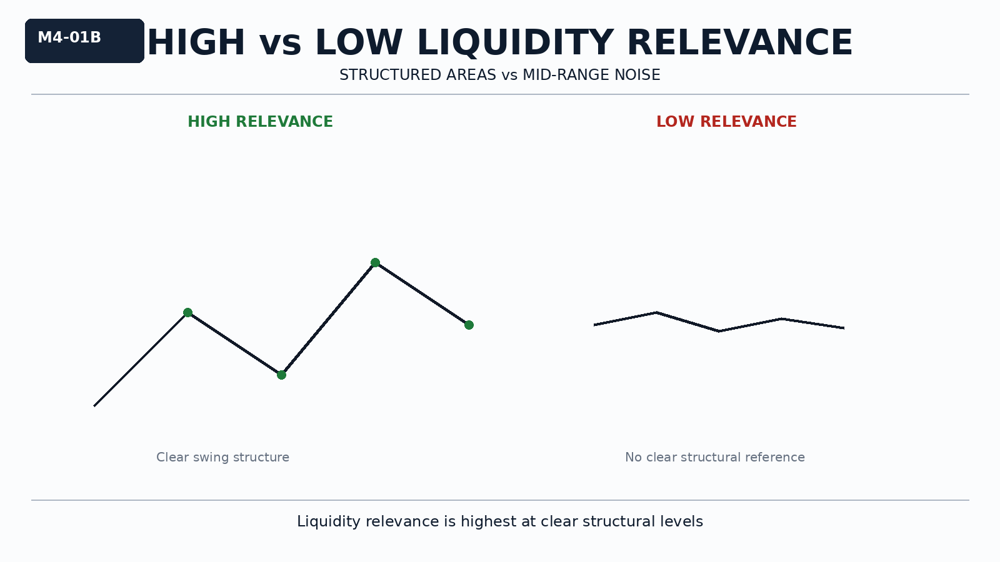 M4-01B
HIGH vs LOW LIQUIDITY RELEVANCE
STRUCTURED AREAS vs MID-RANGE NOISE
HIGH RELEVANCE
LOW RELEVANCE
Clear swing structure
No clear structural reference
Liquidity relevance is highest at clear structural levels